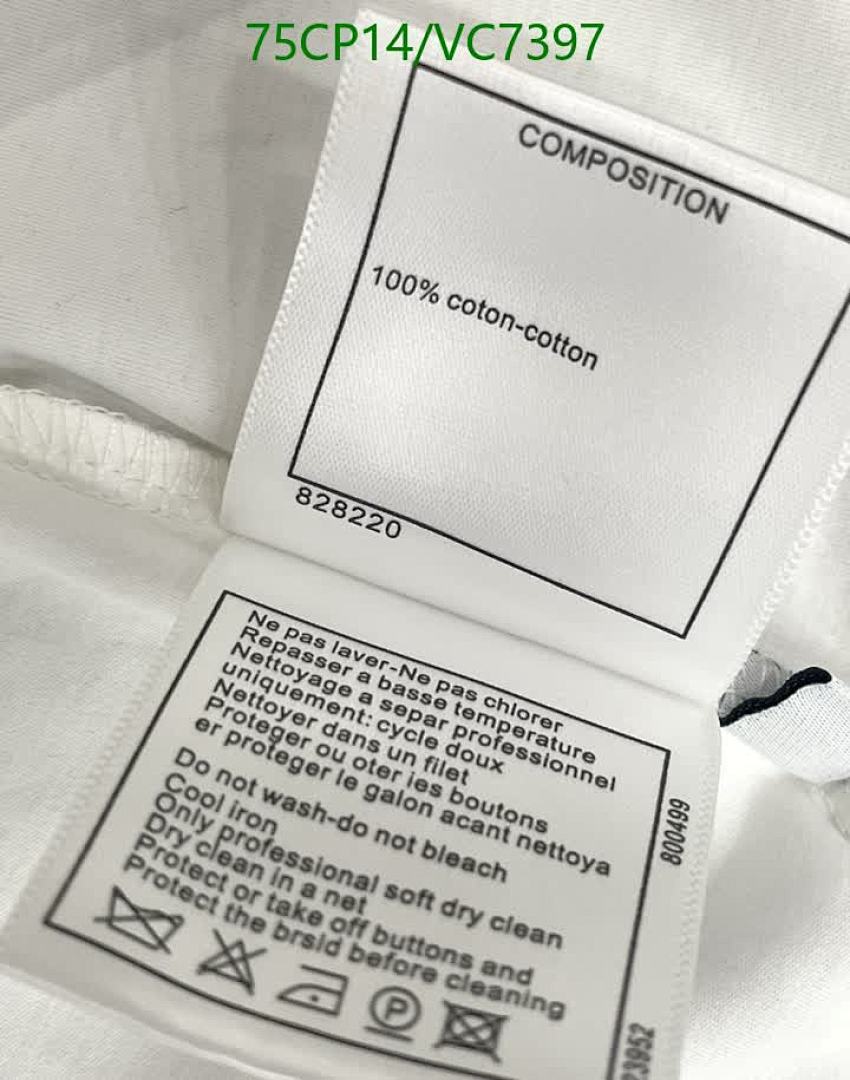 75CP14/VC7397
COMPOSITION
100% coton-cotton
828220
Ne pas laver-Ne pas chlorer
Repasser a basse temperature
Nettoyage a separ professionnel
uniquement: cycle doux
Nettoyer dans un filet
Proteger ou oter ies boutons
er proteger le galon acant nettoya
Do not wash-do not bleach
Cool iron
Only professional soft dry clean
Dry clean in a net
Protect or take off buttons and
Protect the brsid before cleaning
P
800499